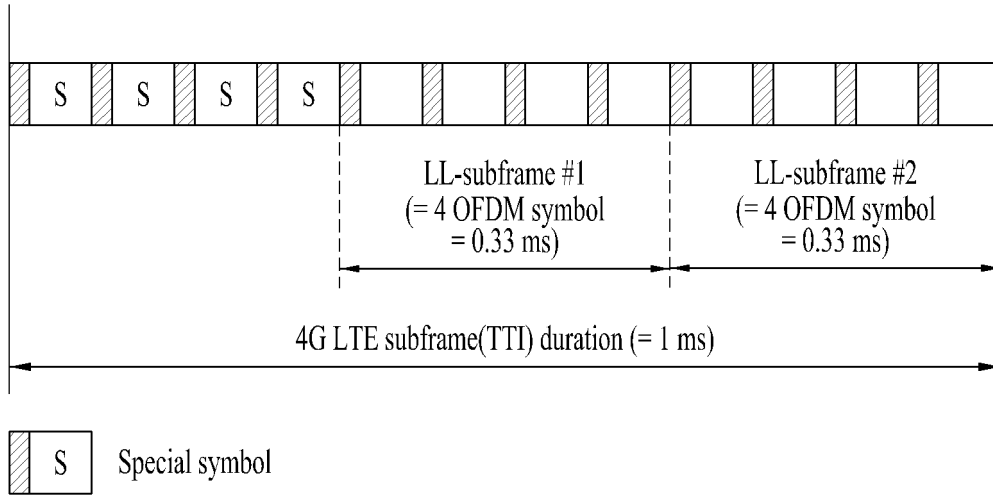 S S S S
LL-subframe #1
(= 4 OFDM symbol
= 0.33 ms)
LL-subframe #2
(= 4 OFDM symbol
= 0.33 ms)
4G LTE subframe(TTI) duration (= 1 ms)
S Special symbol